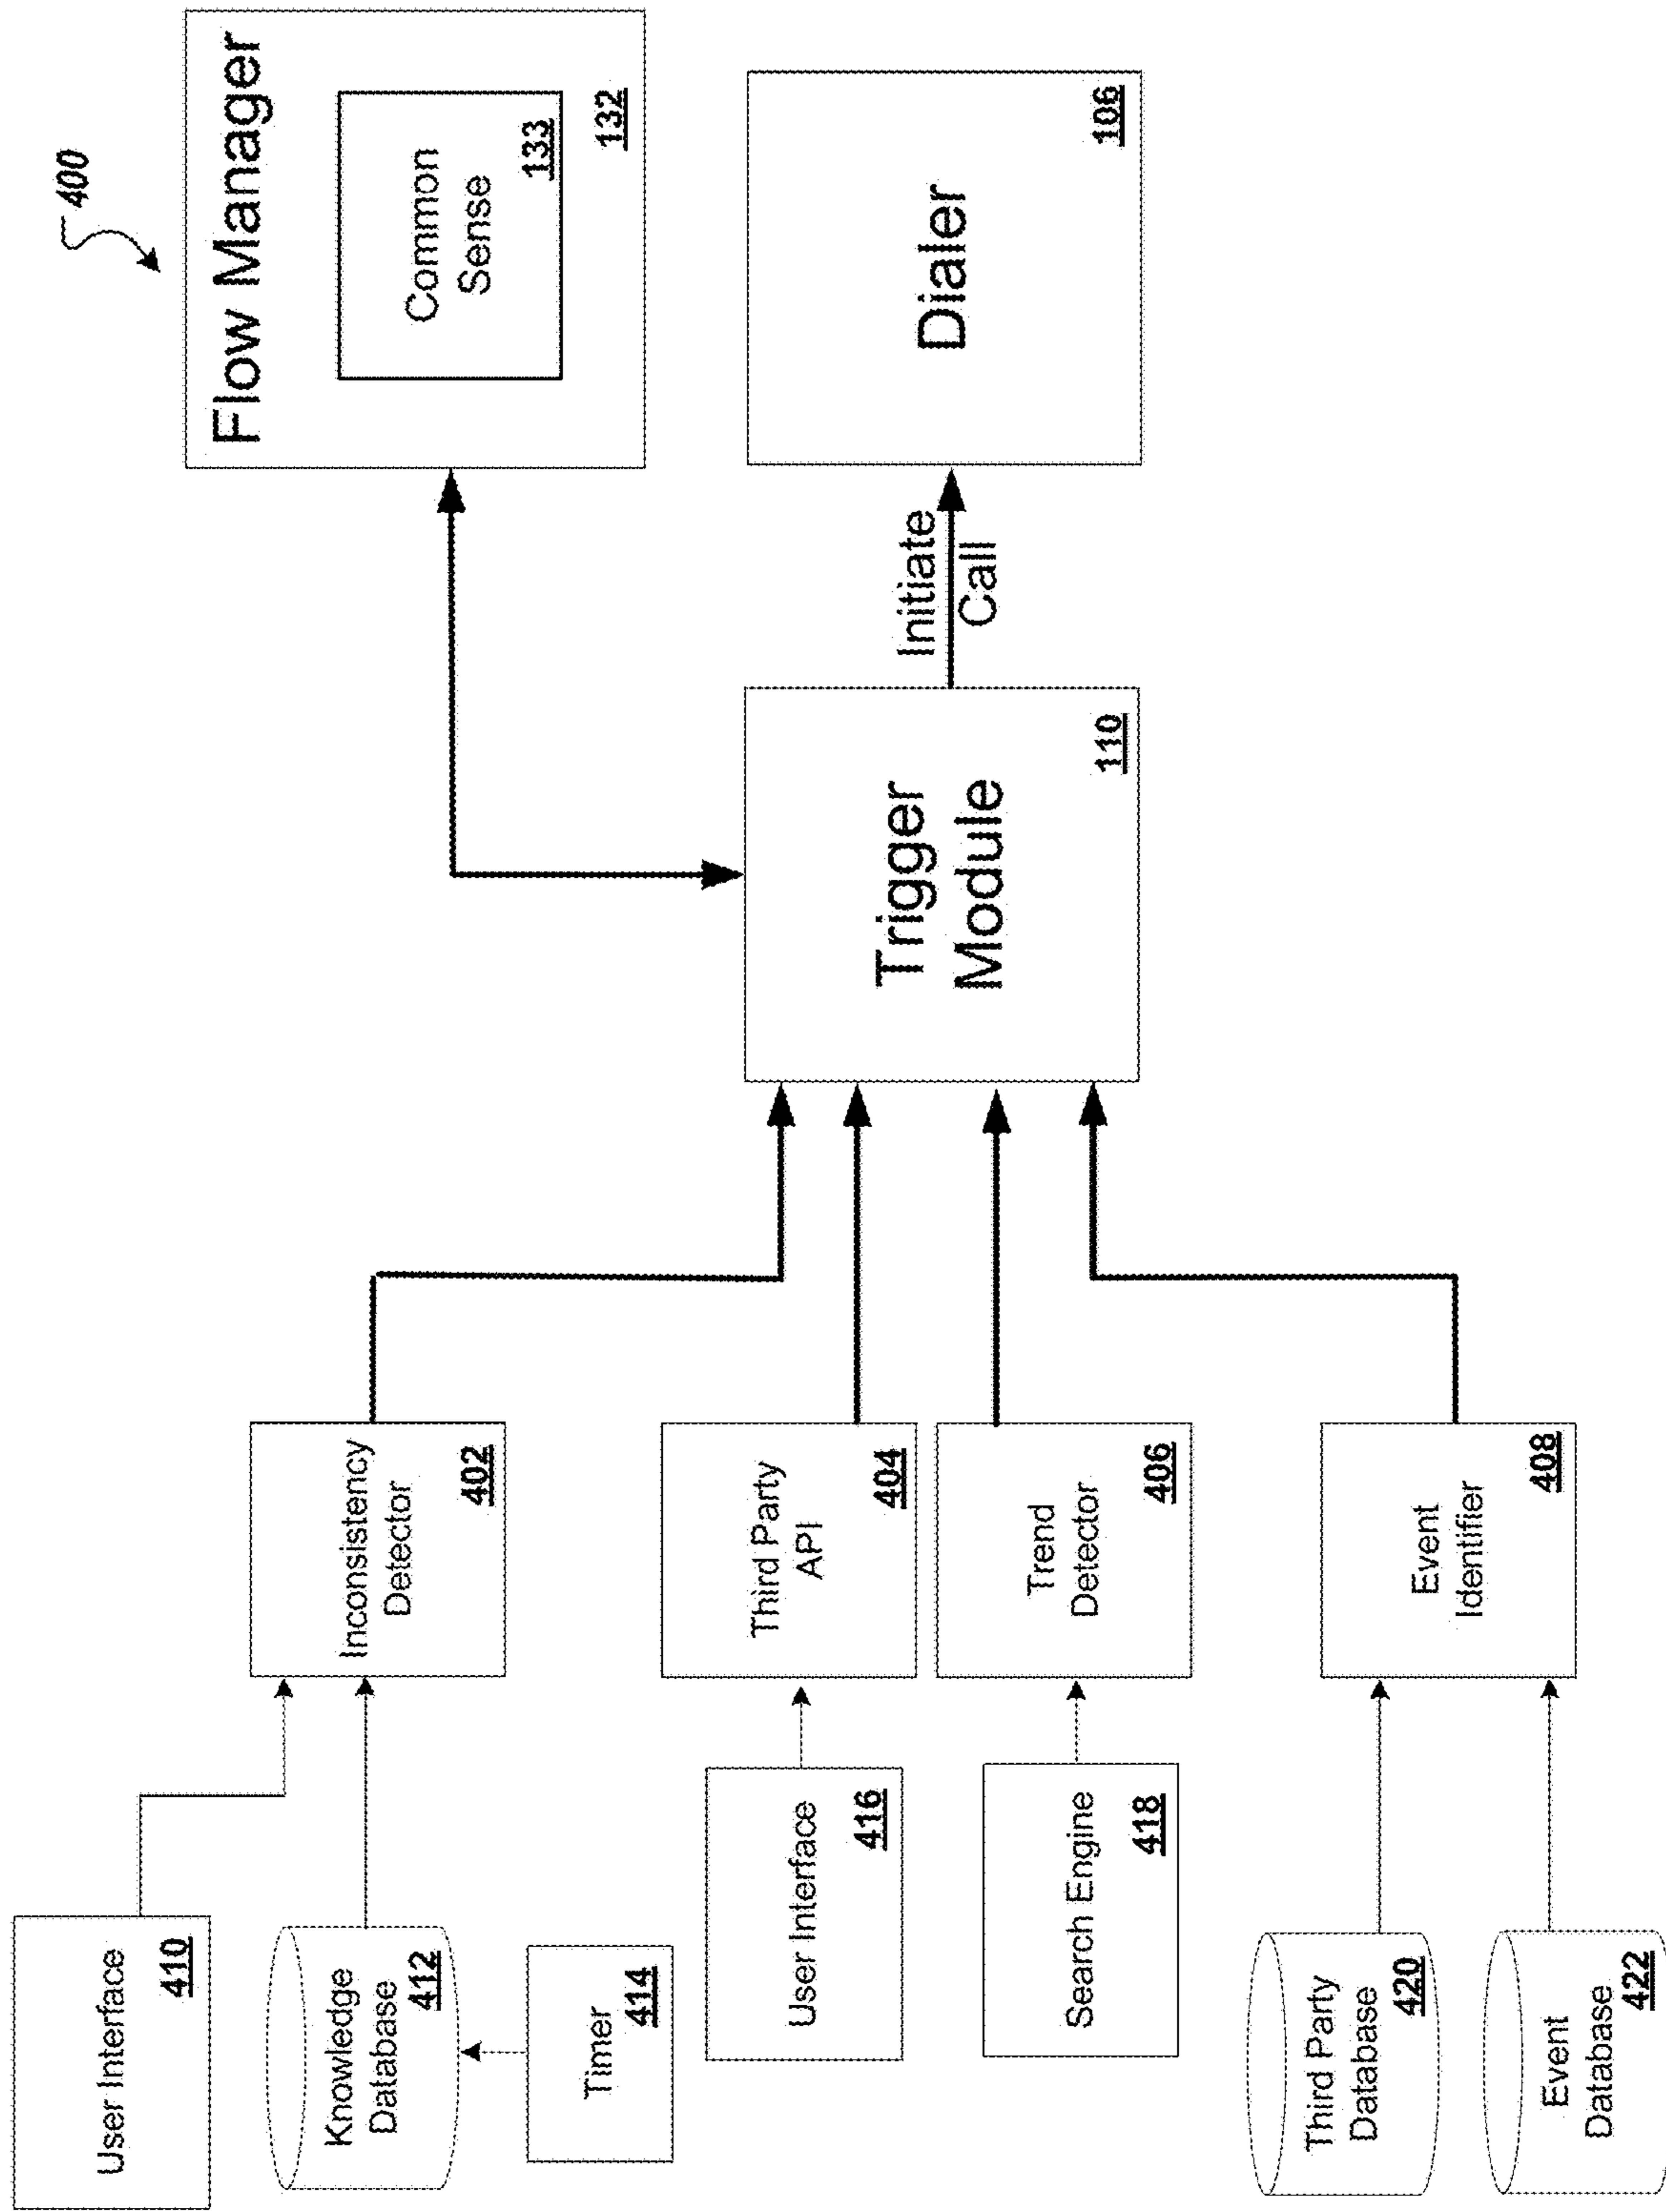 400
User Interface
410
Knowledge
Database
412
Timer
414
User Interface
416
Search Engine
418
Third Party
Database
420
Event
Database
422
Inconsistency
Detector
402
Third Party
API
404
Trend
Detector
406
Event
Identifier
408
Trigger
Module
110
Initiate
Call
Flow Manager
Common
Sense
133
132
Dialer
106